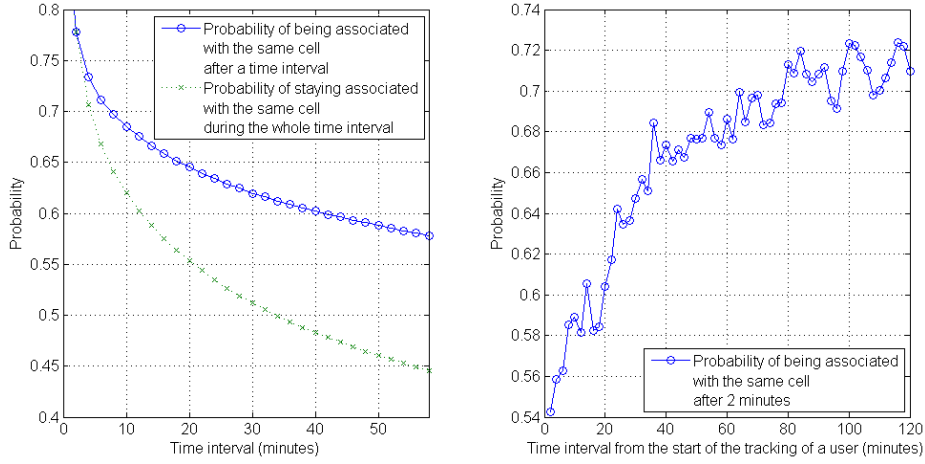 0.8
0.75
0.7
0.65
0.6
0.55
0.5
0.45
0.4
Probability
0 10 20 30 40 50
Time interval (minutes)
Probability of being associated
with the same cell
after a time interval
Probability of staying associated
with the same cell
during the whole time interval
0.74
0.72
0.7
0.68
0.66
0.64
0.62
0.6
0.58
0.56
0.54
Probability
0 20 40 60 80 100 120
Time interval from the start of the tracking of a user (minutes)
Probability of being associated
with the same cell
after 2 minutes